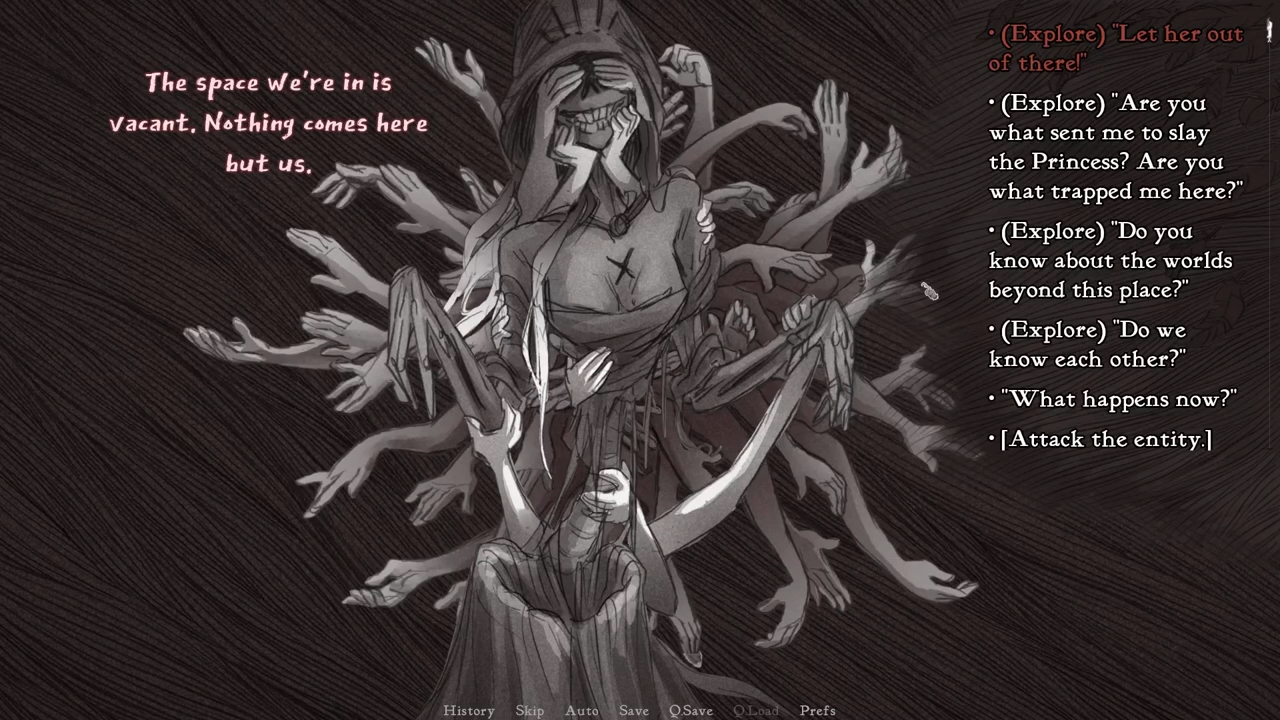 The space we're in is
vacant. Nothing comes here
but us.
• (Explore) "Let her out
of there!"
• (Explore) "Are you
what sent me to slay
the Princess? Are you
what trapped me here?"
• (Explore) "Do you
know about the worlds
beyond this place?"
• (Explore) "Do we
know each other?"
• "What happens now?"
• [Attack the entity.]
History Skip Auto Save Q.Save Q.Load Prefs